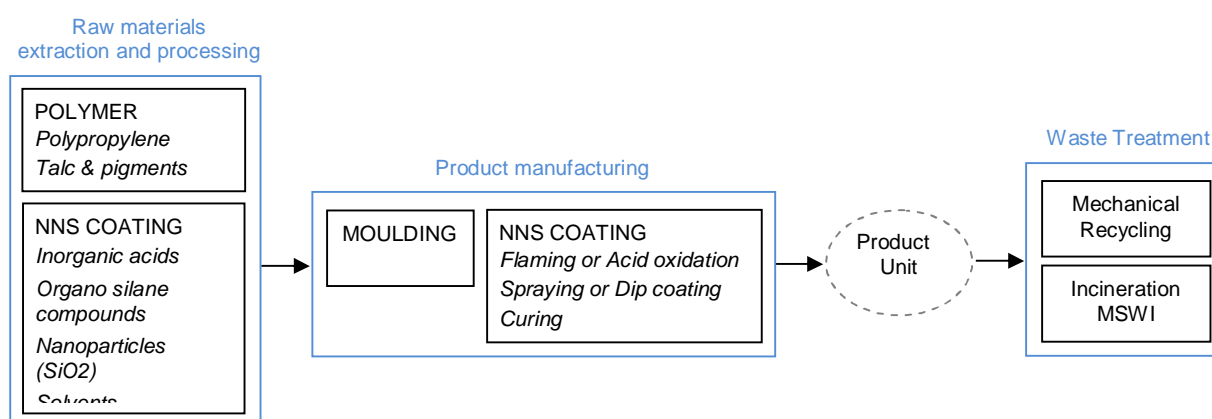 Raw materials
extraction and processing
POLYMER
Polypropylene
Talc & pigments
NNS COATING
Inorganic acids
Organo silane
compounds
Nanoparticles
(SiO2)
Solvents
Product manufacturing
MOULDING
NNS COATING
Flaming or Acid oxidation
Spraying or Dip coating
Curing
Product
Unit
Waste Treatment
Mechanical
Recycling
Incineration
MSWI